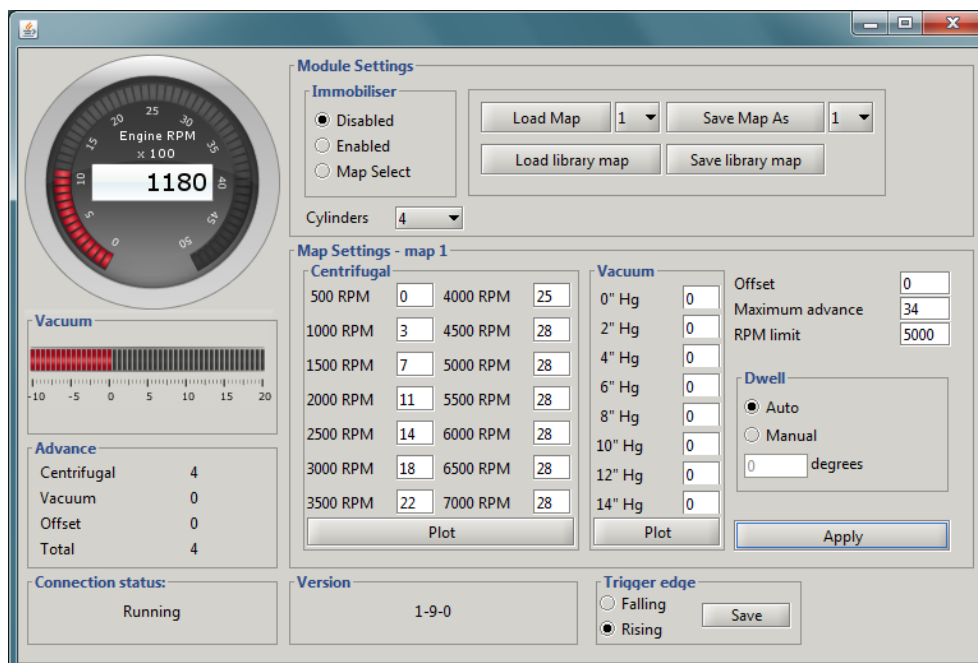 Engine RPM
x 100
1180
0 5 10 15 20 25 30 35 40 45 50
Vacuum
-10 -5 0 5 10 15 20
Advance
Centrifugal 4
Vacuum 0
Offset 0
Total 4
Connection status:
Running
Module Settings
Immobiliser
Disabled
Enabled
Map Select
Load Map 1 Save Map As 1
Load library map Save library map
Cylinders 4
Map Settings - map 1
Centrifugal
500 RPM 0 4000 RPM 25
1000 RPM 3 4500 RPM 28
1500 RPM 7 5000 RPM 28
2000 RPM 11 5500 RPM 28
2500 RPM 14 6000 RPM 28
3000 RPM 18 6500 RPM 28
3500 RPM 22 7000 RPM 28
Plot
Vacuum
0" Hg 0
2" Hg 0
4" Hg 0
6" Hg 0
8" Hg 0
10" Hg 0
12" Hg 0
14" Hg 0
Plot
Offset 0
Maximum advance 34
RPM limit 5000
Dwell
Auto
Manual
0 degrees
Apply
Version
1-9-0
Trigger edge
Falling
Rising
Save